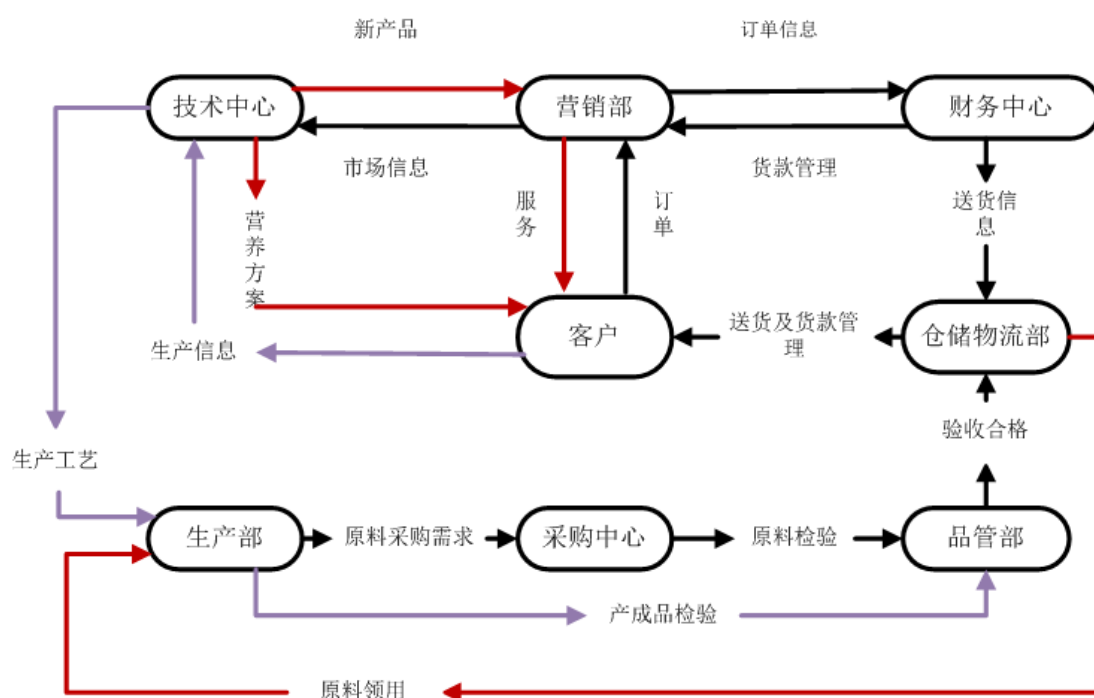 新产品
订单信息
技术中心
营销部
财务中心
市场信息
货款管理
营
养
方
案
服
务
订
单
送货信
息
生产信息
客户
送货及货款管
理
仓储物流部
验收合格
生产工艺
生产部
原料采购需求
采购中心
原料检验
品管部
产成品检验
原料领用